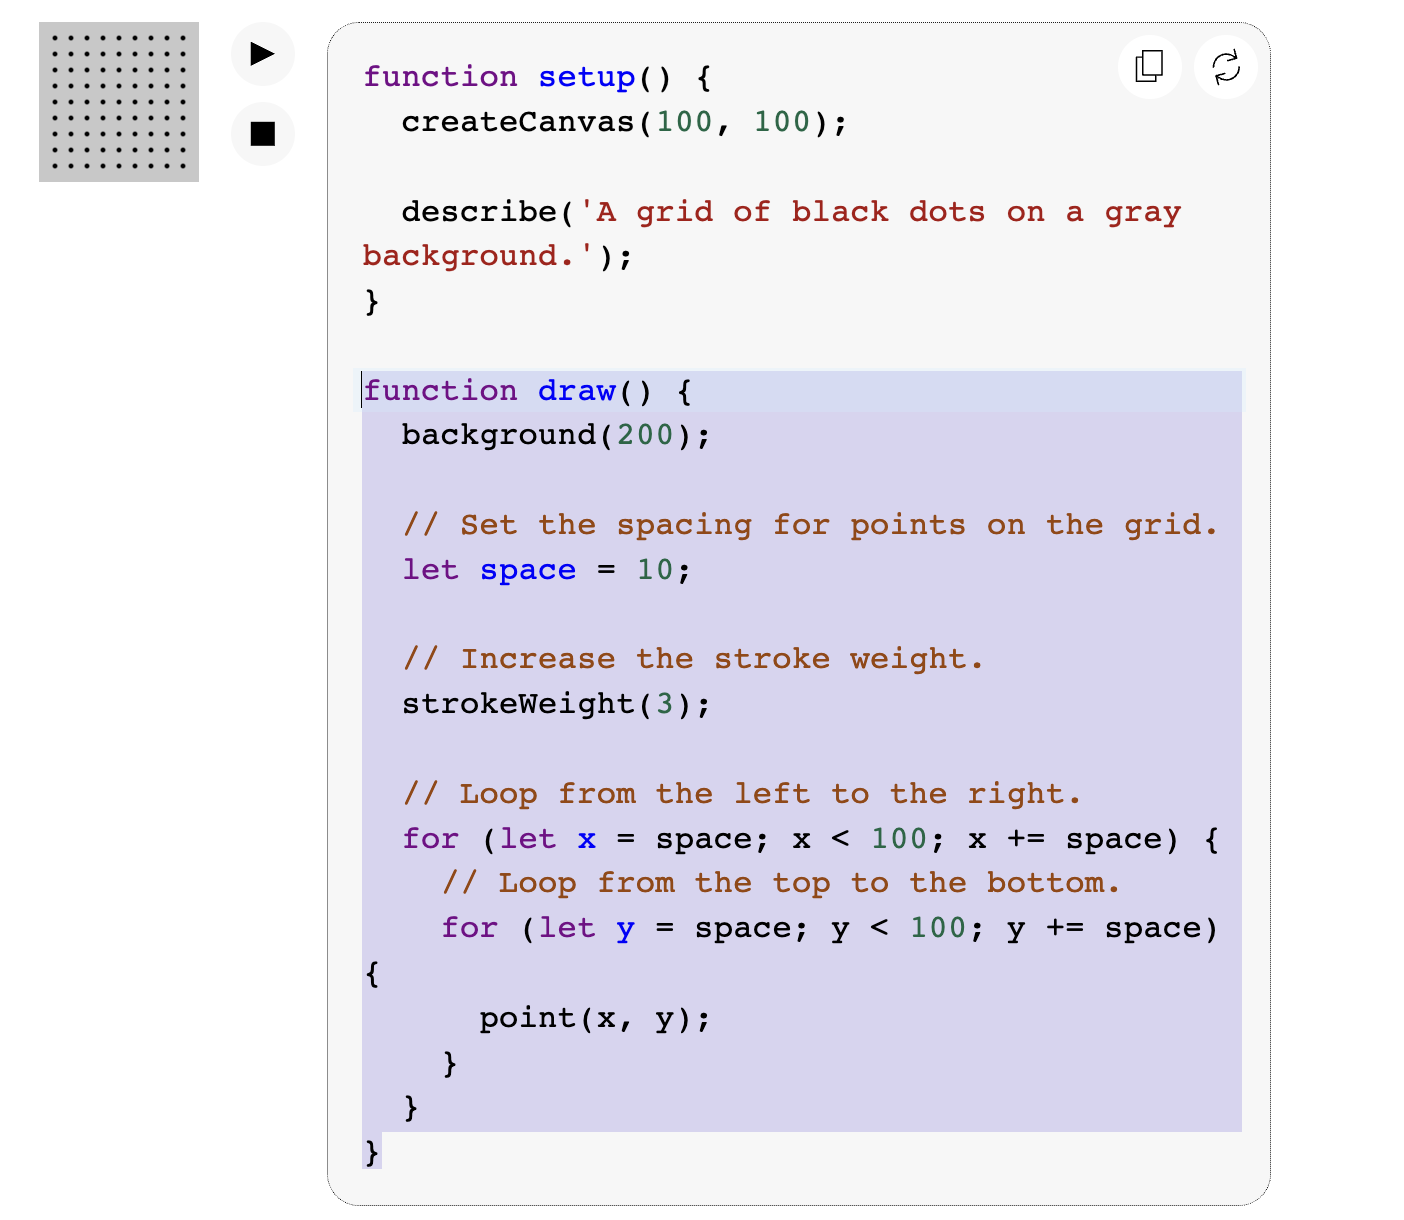 function setup() {
  createCanvas(100, 100);

  describe('A grid of black dots on a gray
background.');
}

function draw() {
  background(200);

  // Set the spacing for points on the grid.
  let space = 10;

  // Increase the stroke weight.
  strokeWeight(3);

  // Loop from the left to the right.
  for (let x = space; x < 100; x += space) {
    // Loop from the top to the bottom.
    for (let y = space; y < 100; y += space)
{
      point(x, y);
    }
  }
}